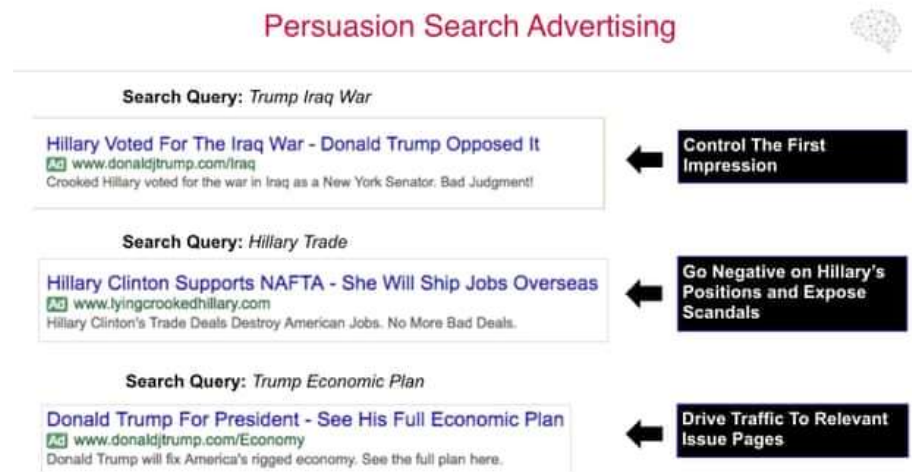 Persuasion Search Advertising
Search Query: Trump Iraq War
Hillary Voted For The Iraq War - Donald Trump Opposed It
Ad www.donaldjtrump.com/Iraq
Crooked Hillary voted for the war in Iraq as a New York Senator. Bad Judgment!
Control The First
Impression
Search Query: Hillary Trade
Hillary Clinton Supports NAFTA - She Will Ship Jobs Overseas
Ad www.lyingcrookedhillary.com
Hillary Clinton's Trade Deals Destroy American Jobs. No More Bad Deals.
Go Negative on Hillary's
Positions and Expose
Scandals
Search Query: Trump Economic Plan
Donald Trump For President - See His Full Economic Plan
Ad www.donaldjtrump.com/Economy
Donald Trump will fix America's rigged economy. See the full plan here.
Drive Traffic To Relevant
Issue Pages